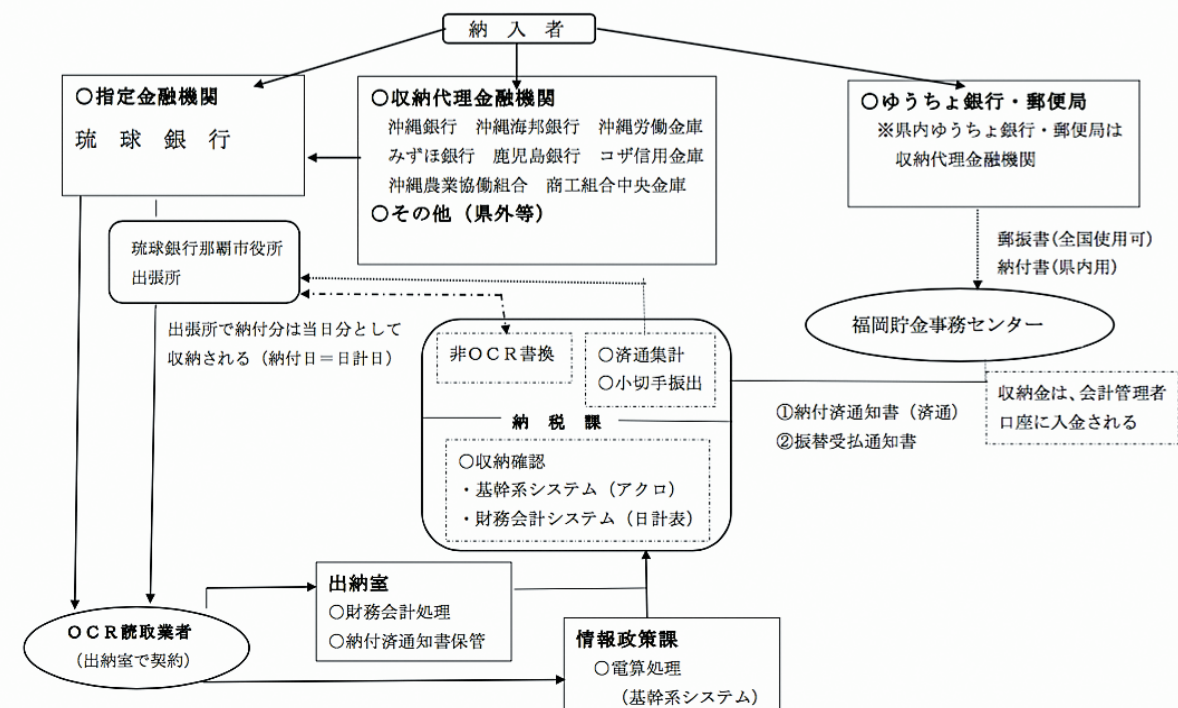 納入者
○指定金融機関
琉球銀行
○収納代理金融機関
沖縄銀行　沖縄海邦銀行　沖縄労働金庫
みずほ銀行　鹿児島銀行　コザ信用金庫
沖縄農業協働組合　商工組合中央金庫
○その他（県外等）
○ゆうちょ銀行・郵便局
※県内ゆうちょ銀行・郵便局は
収納代理金融機関
琉球銀行那覇市役所
出張所
郵振書(全国使用可)
納付書(県内用)
福岡貯金事務センター
出張所で納付分は当日分として
収納される（納付日＝日計日）
非ＯＣＲ書換
○済通集計
○小切手振出
納税課
○収納確認
・基幹系システム（アクロ）
・財務会計システム（日計表）
①納付済通知書（済通）
②振替受払通知書
収納金は、会計管理者
口座に入金される
出納室
○財務会計処理
○納付済通知書保管
ＯＣＲ読取業者
(出納室で契約)
情報政策課
○電算処理
（基幹系システム）